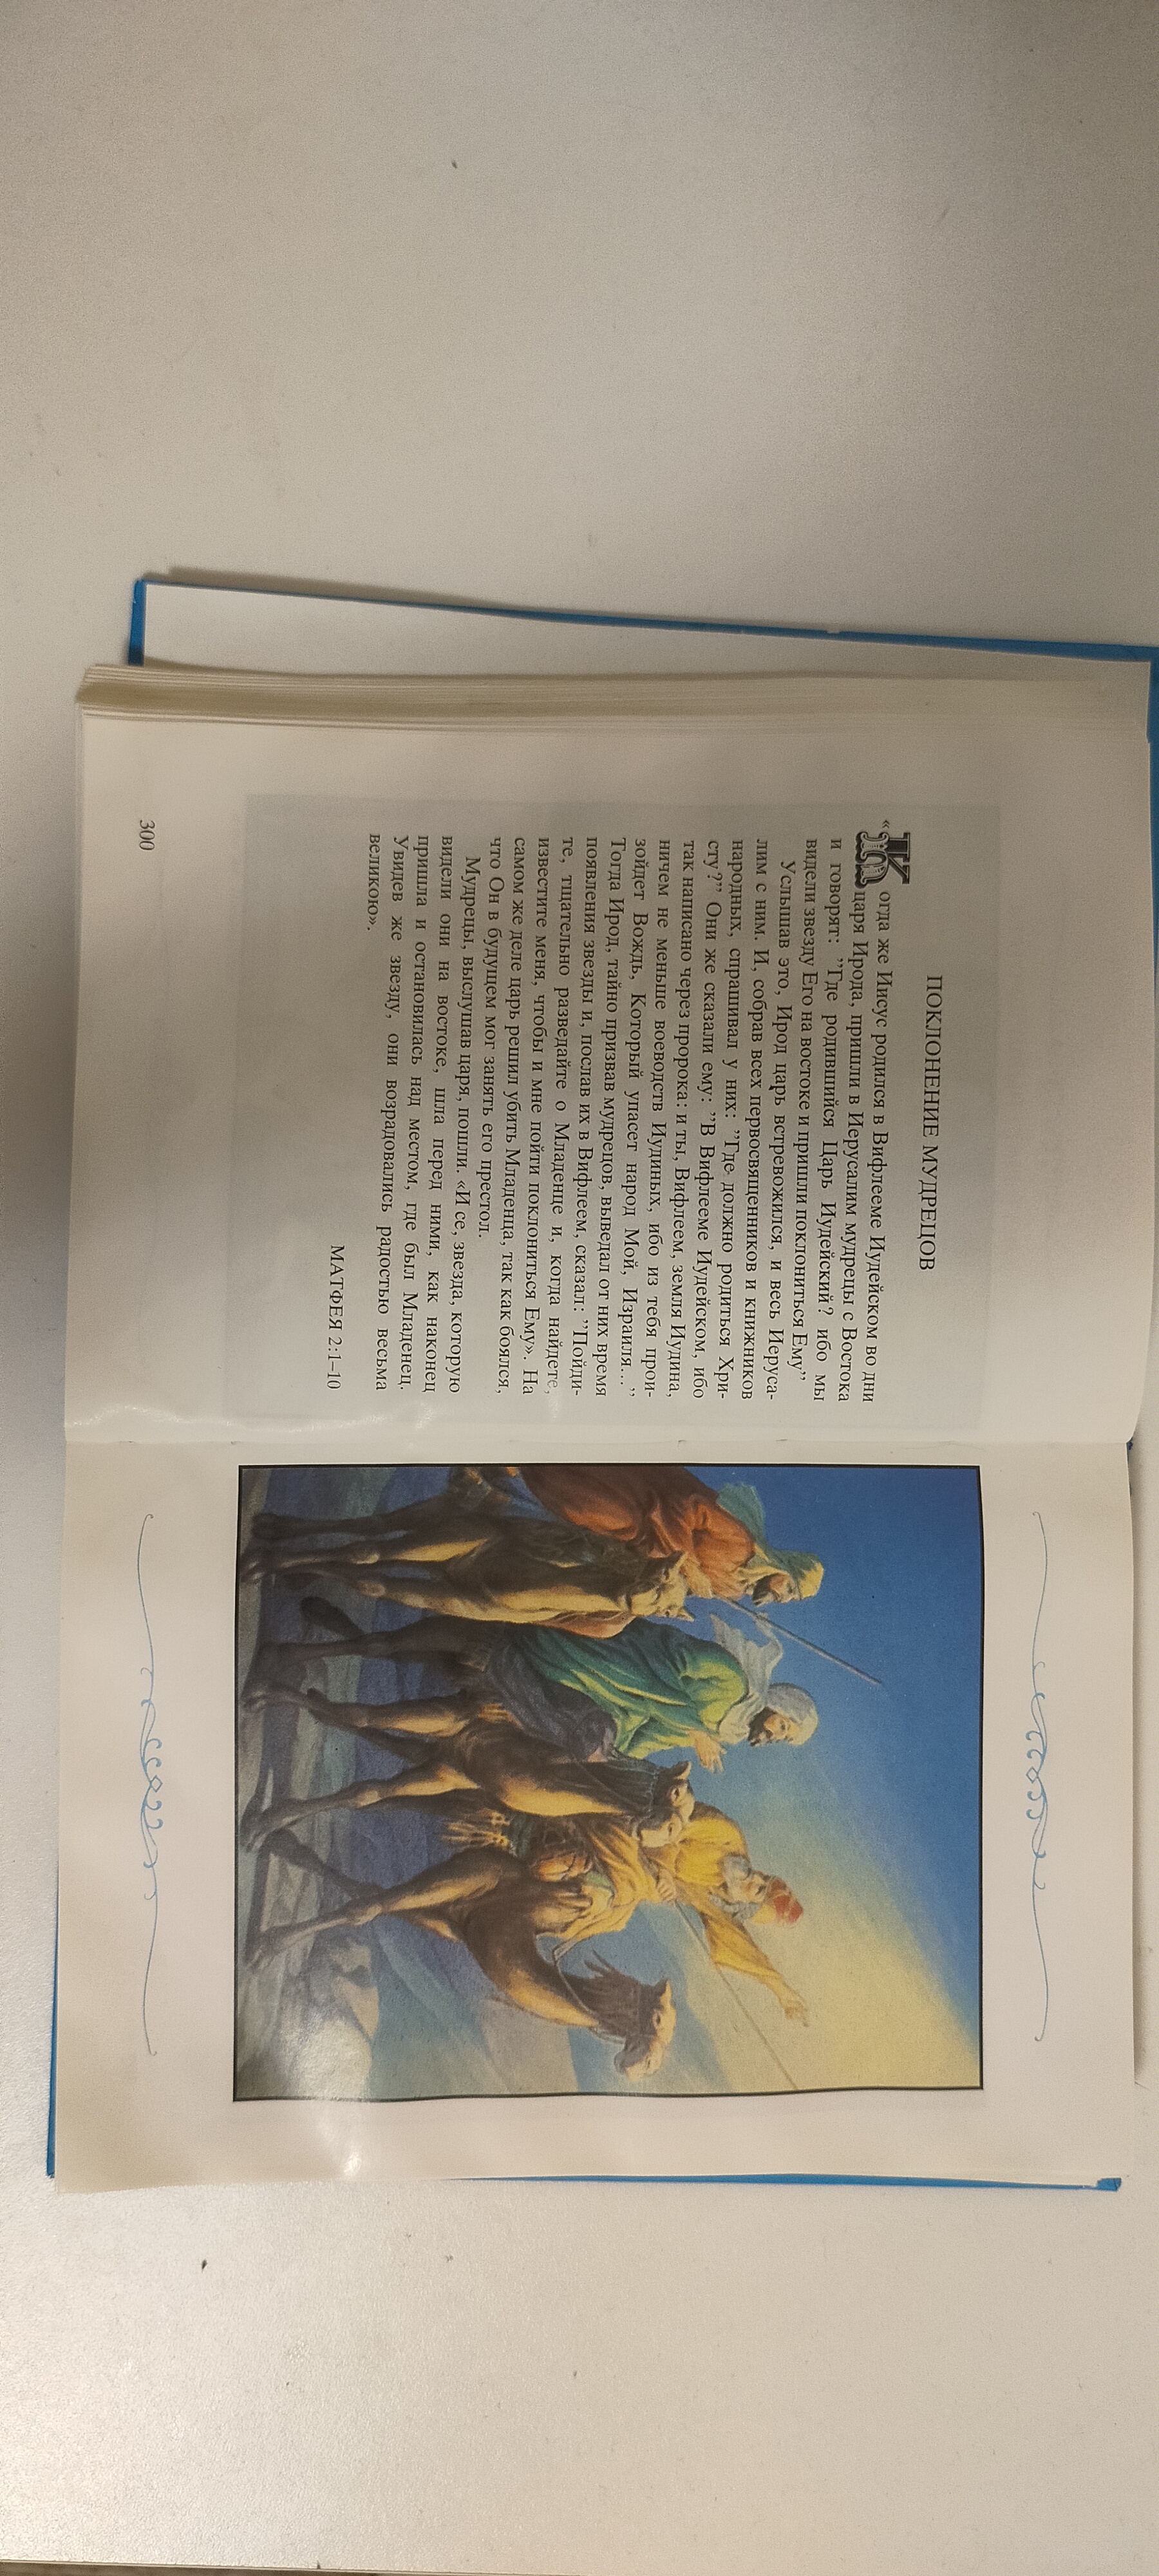 ПОКЛОНЕНИЕ МУДРЕЦОВ
«Когда же Иисус родился в Вифлееме Иудейском во дни
царя Ирода, пришли в Иерусалим мудрецы с Востока
и говорят: ”Где родившийся Царь Иудейский? ибо мы
видели звезду Его на востоке и пришли поклониться Ему”
Услышав это, Ирод царь встревожился, и весь Иеруса-
лим с ним. И, собрав всех первосвященников и книжников
народных, спрашивал у них: ”Где должно родиться Хри-
сту?” Они же сказали ему: ”В Вифлееме Иудейском, ибо
так написано через пророка: и ты, Вифлеем, земля Иудина,
ничем не меньше воеводств Иудиных, ибо из тебя прои-
зойдет Вождь, Который упасет народ Мой, Израиля...”
Тогда Ирод, тайно призвав мудрецов, выведал от них время
появления звезды и, послав их в Вифлеем, сказал: ”Пойди-
те, тщательно разведайте о Младенце и, когда найдете,
известите меня, чтобы и мне пойти поклониться Ему». На
самом же деле царь решил убить Младенца, так как боялся,
что Он в будущем мог занять его престол.
Мудрецы, выслушав царя, пошли. «И се, звезда, которую
видели они на востоке, шла перед ними, как наконец
пришла и остановилась над местом, где был Младенец.
Увидев же звезду, они возрадовались радостью весьма
великою».
МАТФЕЯ 2:1–10
300